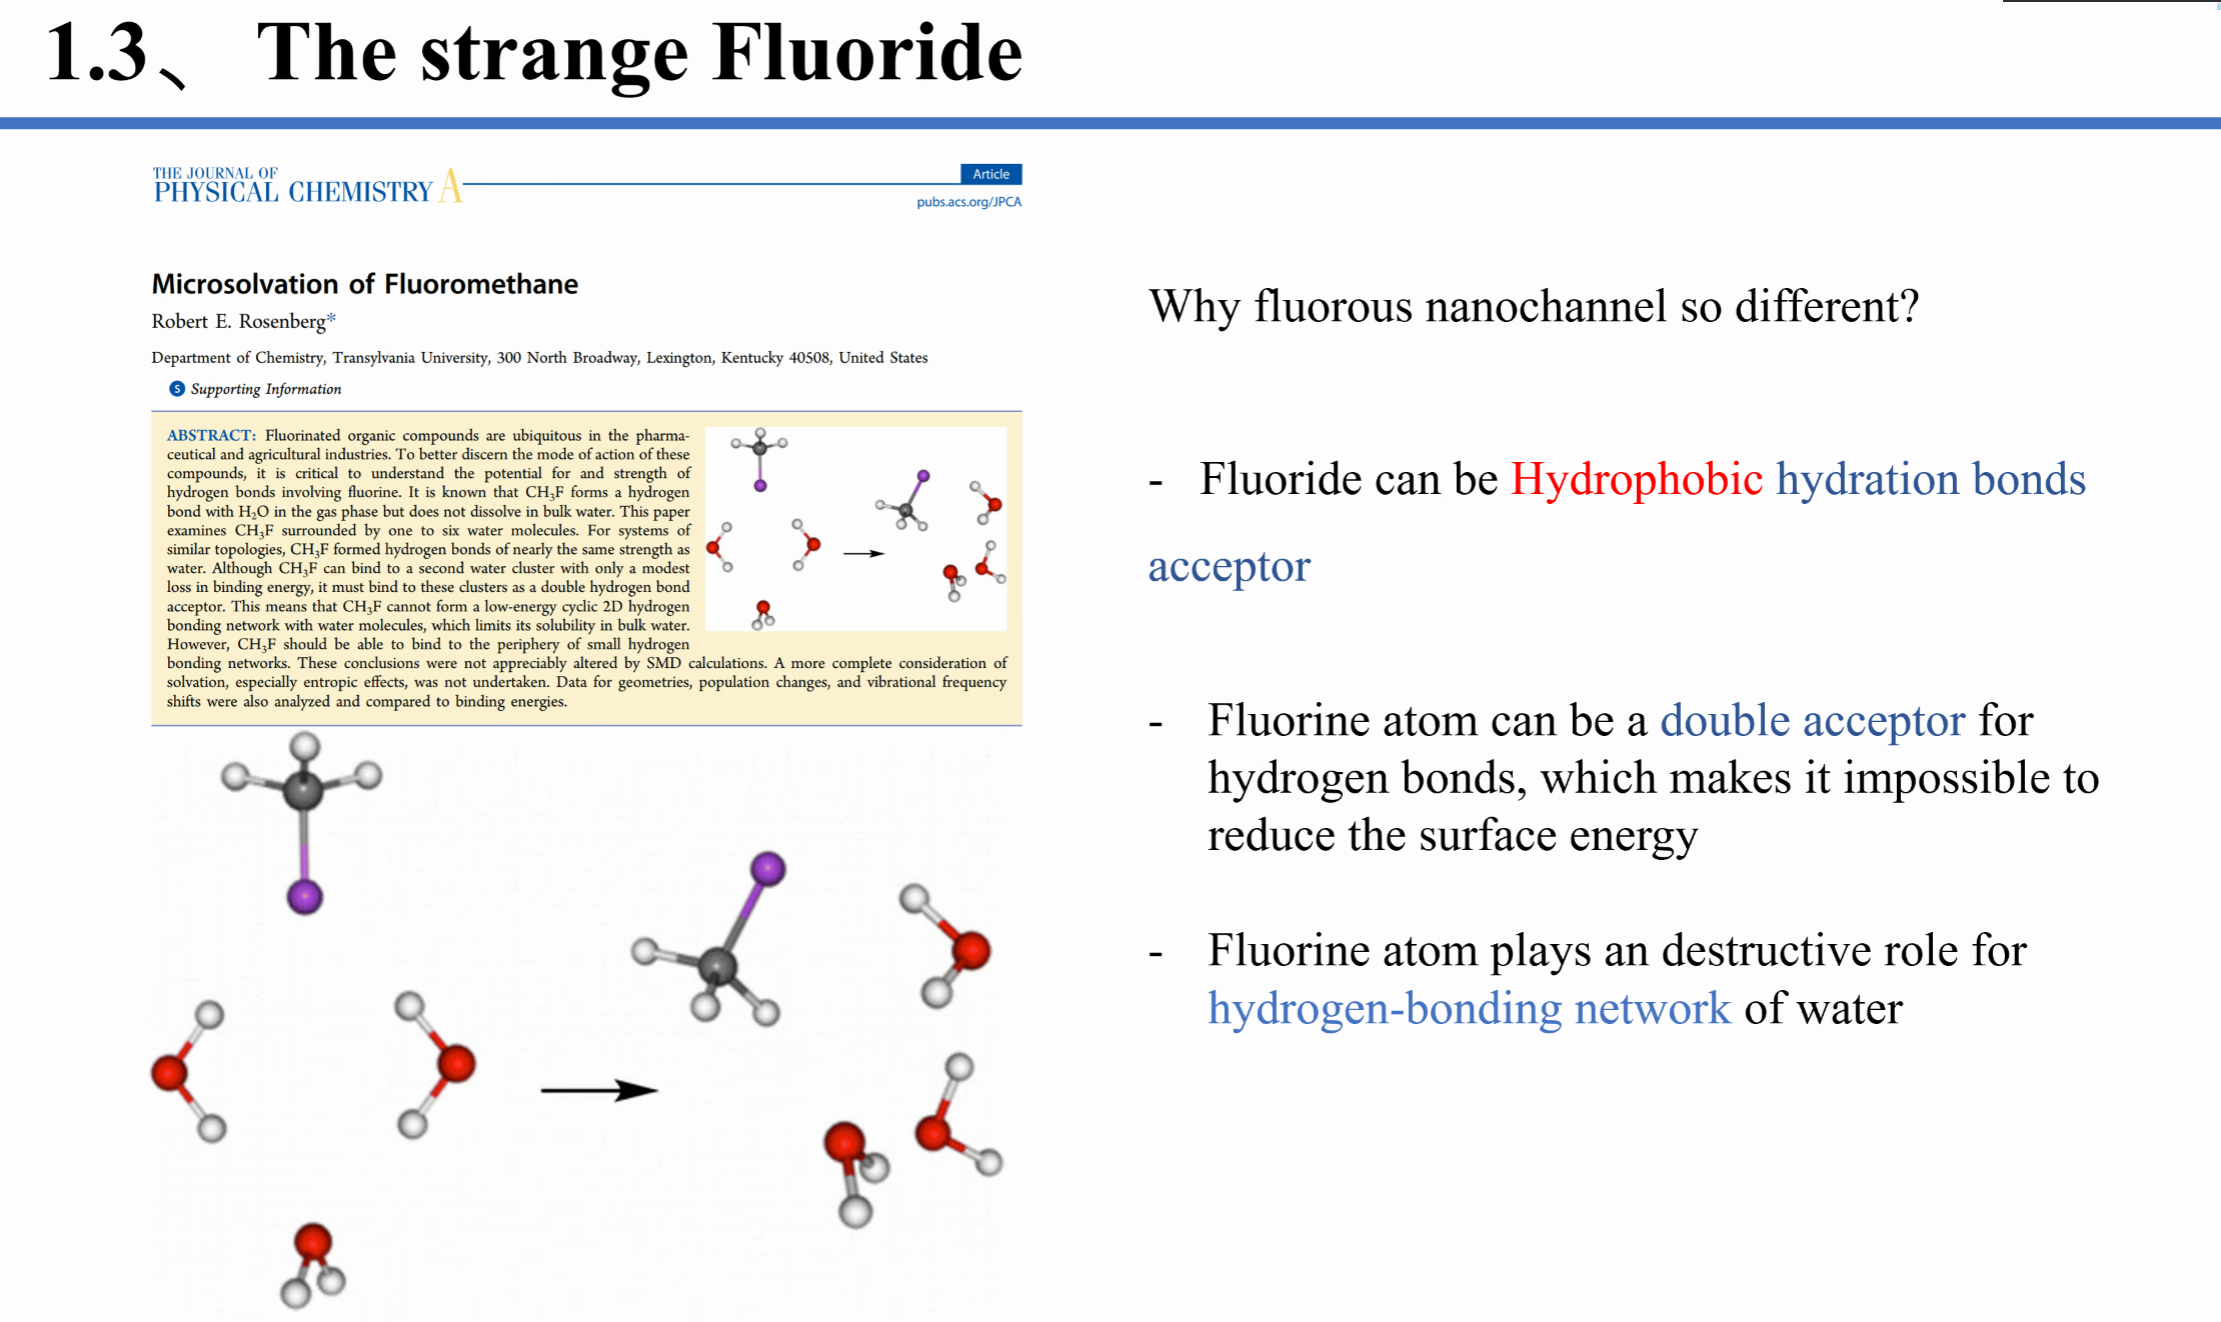 1.3、 The strange Fluoride
THE JOURNAL OF
PHYSICAL CHEMISTRY A
Article
pubs.acs.org/JPCA
Microsolvation of Fluoromethane
Robert E. Rosenberg*
Department of Chemistry, Transylvania University, 300 North Broadway, Lexington, Kentucky 40508, United States
S Supporting Information
ABSTRACT: Fluorinated organic compounds are ubiquitous in the pharma-
ceutical and agricultural industries. To better discern the mode of action of these
compounds, it is critical to understand the potential for and strength of
hydrogen bonds involving fluorine. It is known that CH₃F forms a hydrogen
bond with H₂O in the gas phase but does not dissolve in bulk water. This paper
examines CH₃F surrounded by one to six water molecules. For systems of
similar topologies, CH₃F formed hydrogen bonds of nearly the same strength as
water. Although CH₃F can bind to a second water cluster with only a modest
loss in binding energy, it must bind to these clusters as a double hydrogen bond
acceptor. This means that CH₃F cannot form a low-energy cyclic 2D hydrogen
bonding network with water molecules, which limits its solubility in bulk water.
However, CH₃F should be able to bind to the periphery of small hydrogen
bonding networks. These conclusions were not appreciably altered by SMD calculations. A more complete consideration of
solvation, especially entropic effects, was not undertaken. Data for geometries, population changes, and vibrational frequency
shifts were also analyzed and compared to binding energies.
Why fluorous nanochannel so different?
- Fluoride can be Hydrophobic hydration bonds
acceptor
- Fluorine atom can be a double acceptor for
hydrogen bonds, which makes it impossible to
reduce the surface energy
- Fluorine atom plays an destructive role for
hydrogen-bonding network of water